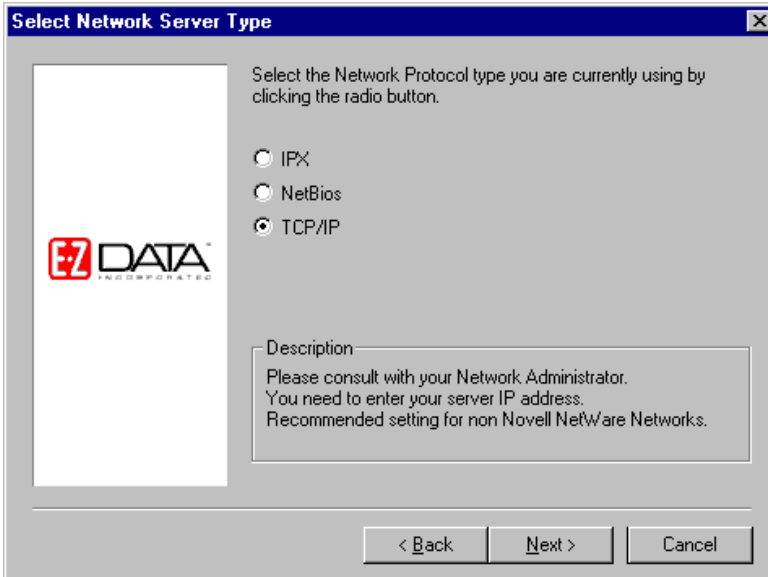 Select Network Server Type
Select the Network Protocol type you are currently using by
clicking the radio button.
IPX
NetBios
TCP/IP
E·Z DATA™
INCORPORATED
Description
Please consult with your Network Administrator.
You need to enter your server IP address.
Recommended setting for non Novell NetWare Networks.
< Back
Next >
Cancel